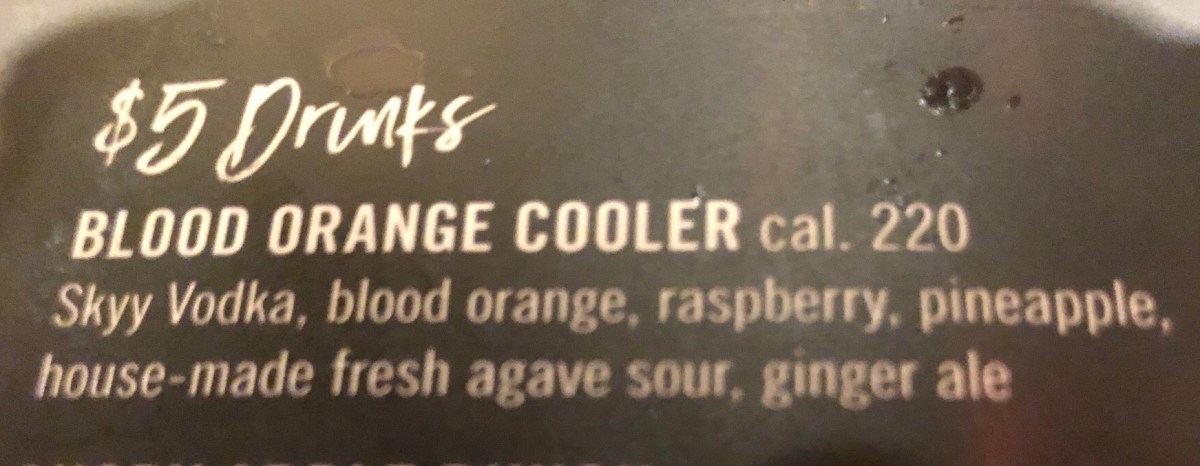 $5 Drinks
BLOOD ORANGE COOLER cal. 220
Skyy Vodka, blood orange, raspberry, pineapple,
house-made fresh agave sour, ginger ale